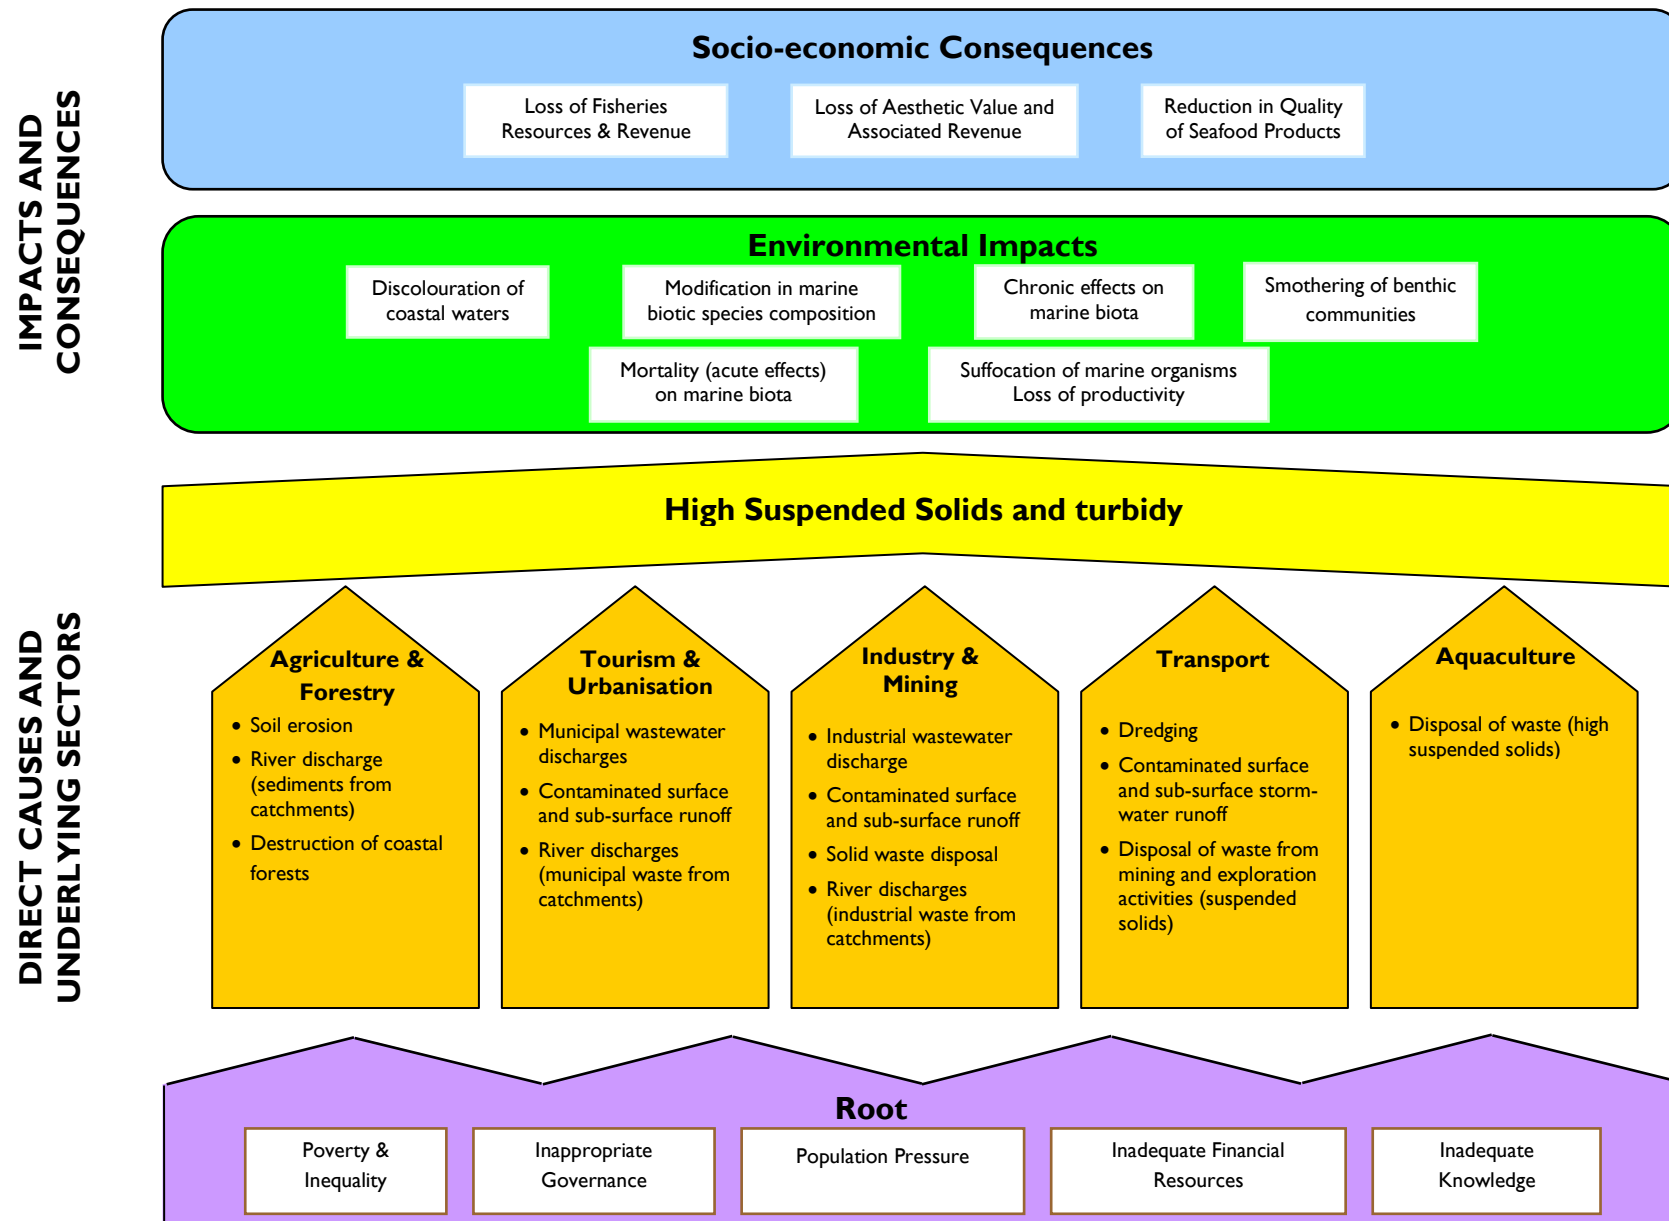 IMPACTS AND
CONSEQUENCES
Socio-economic Consequences
Loss of Fisheries
Resources & Revenue
Loss of Aesthetic Value and
Associated Revenue
Reduction in Quality
of Seafood Products
Environmental Impacts
Discolouration of
coastal waters
Modification in marine
biotic species composition
Chronic effects on
marine biota
Smothering of benthic
communities
Mortality (acute effects)
on marine biota
Suffocation of marine organisms
Loss of productivity
High Suspended Solids and turbidy
DIRECT CAUSES AND
UNDERLYING SECTORS
Agriculture &
Forestry
• Soil erosion
• River discharge
(sediments from
catchments)
• Destruction of coastal
forests
Tourism &
Urbanisation
• Municipal wastewater
discharges
• Contaminated surface
and sub-surface runoff
• River discharges
(municipal waste from
catchments)
Industry &
Mining
• Industrial wastewater
discharge
• Contaminated surface
and sub-surface runoff
• Solid waste disposal
• River discharges
(industrial waste from
catchments)
Transport
• Dredging
• Contaminated surface
and sub-surface storm-
water runoff
• Disposal of waste from
mining and exploration
activities (suspended
solids)
Aquaculture
• Disposal of waste (high
suspended solids)
Root
Poverty &
Inequality
Inappropriate
Governance
Population Pressure
Inadequate Financial
Resources
Inadequate
Knowledge